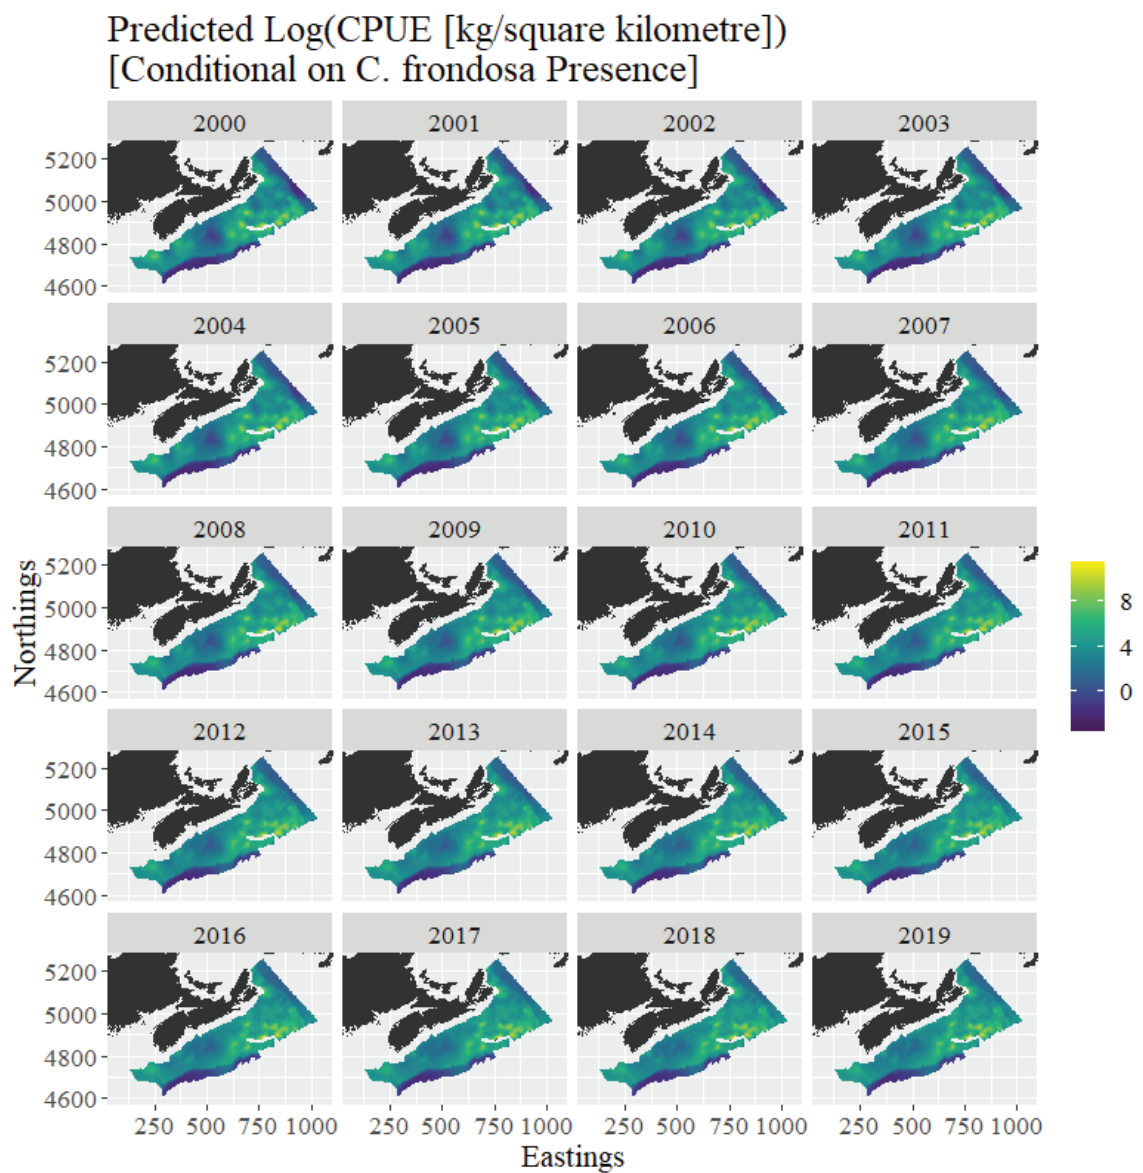 Predicted Log(CPUE [kg/square kilometre])
[Conditional on C. frondosa Presence]
2000 2001 2002 2003
5200
5000
4800
4600
2004 2005 2006 2007
5200
5000
4800
4600
2008 2009 2010 2011
5200
5000
4800
4600
2012 2013 2014 2015
5200
5000
4800
4600
2016 2017 2018 2019
5200
5000
4800
4600
250 500 750 1000 250 500 750 1000 250 500 750 1000 250 500 750 1000
Eastings
Northings
8
4
0